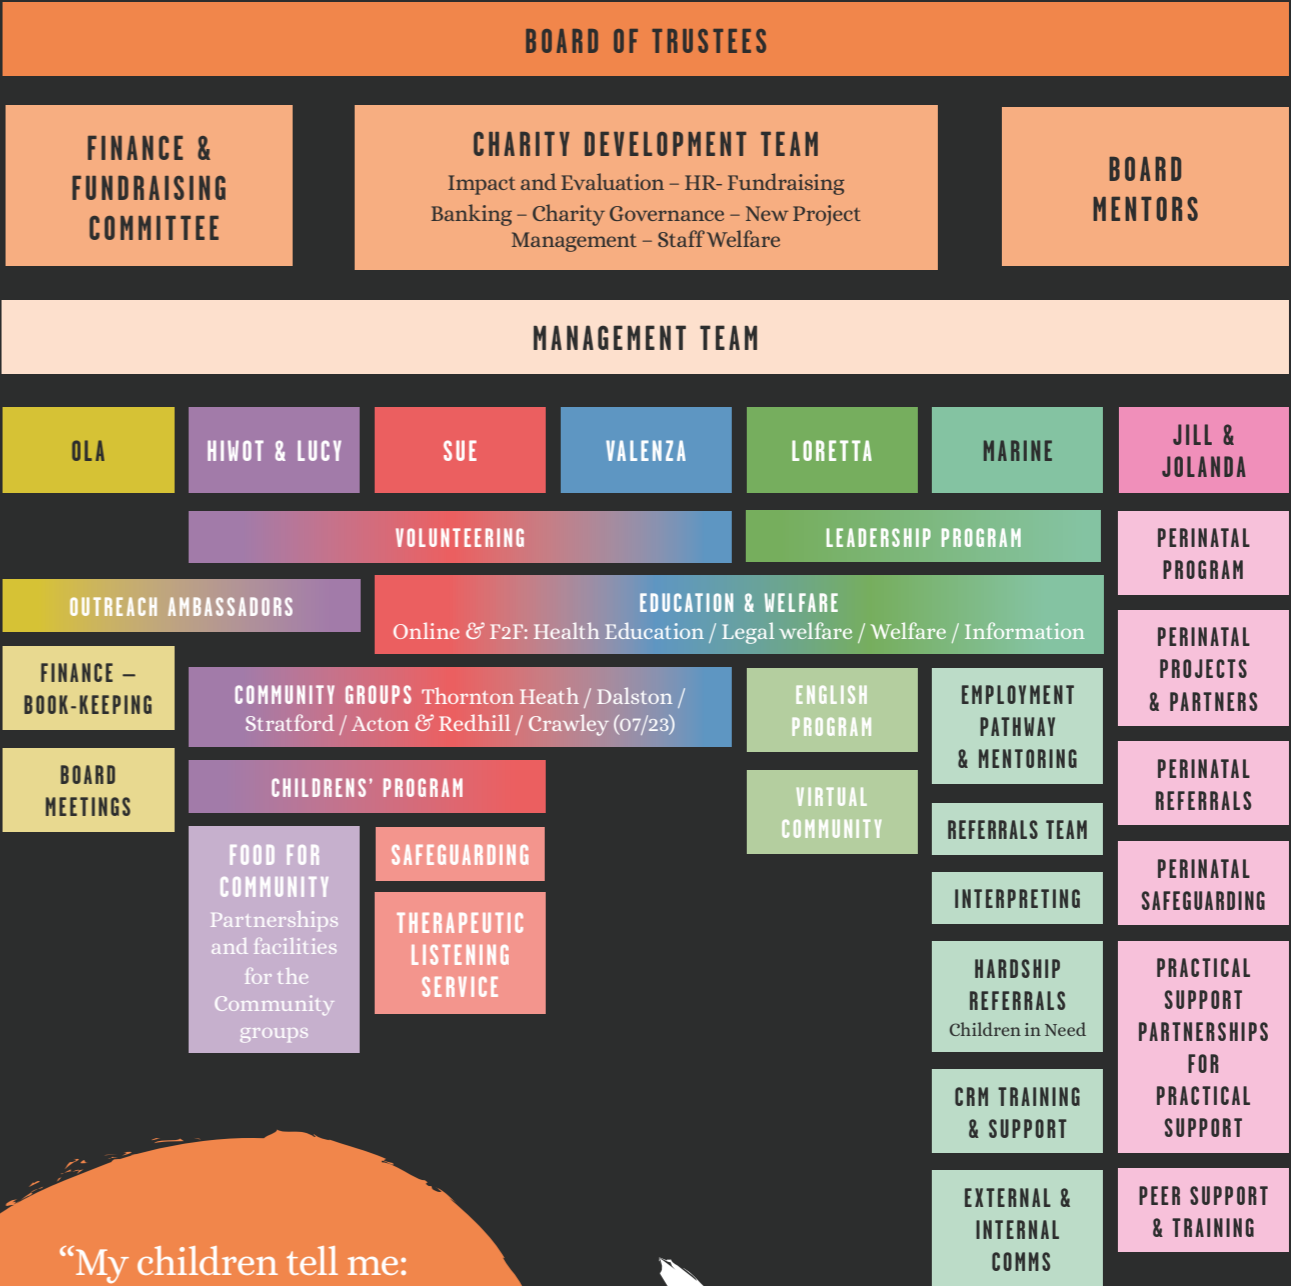 BOARD OF TRUSTEES
FINANCE &
FUNDRAISING
COMMITTEE
CHARITY DEVELOPMENT TEAM
Impact and Evaluation – HR- Fundraising
Banking – Charity Governance – New Project
Management – Staff Welfare
BOARD
MENTORS
MANAGEMENT TEAM
OLA
HIWOT & LUCY
SUE
VALENZA
LORETTA
MARINE
JILL &
JOLANDA
VOLUNTEERING
LEADERSHIP PROGRAM
PERINATAL
PROGRAM
OUTREACH AMBASSADORS
EDUCATION & WELFARE
Online & F2F: Health Education / Legal welfare / Welfare / Information
PERINATAL
PROJECTS
& PARTNERS
FINANCE –
BOOK-KEEPING
COMMUNITY GROUPS Thornton Heath / Dalston /
Stratford / Acton & Redhill / Crawley (07/23)
ENGLISH
PROGRAM
EMPLOYMENT
PATHWAY
& MENTORING
BOARD
MEETINGS
CHILDRENS’ PROGRAM
VIRTUAL
COMMUNITY
PERINATAL
REFERRALS
FOOD FOR
COMMUNITY
Partnerships
and facilities
for the
Community
groups
SAFEGUARDING
THERAPEUTIC
LISTENING
SERVICE
REFERRALS TEAM
INTERPRETING
HARDSHIP
REFERRALS
Children in Need
CRM TRAINING
& SUPPORT
EXTERNAL &
INTERNAL
COMMS
PERINATAL
SAFEGUARDING
PRACTICAL
SUPPORT
PARTNERSHIPS
FOR
PRACTICAL
SUPPORT
PEER SUPPORT
& TRAINING
“My children tell me: